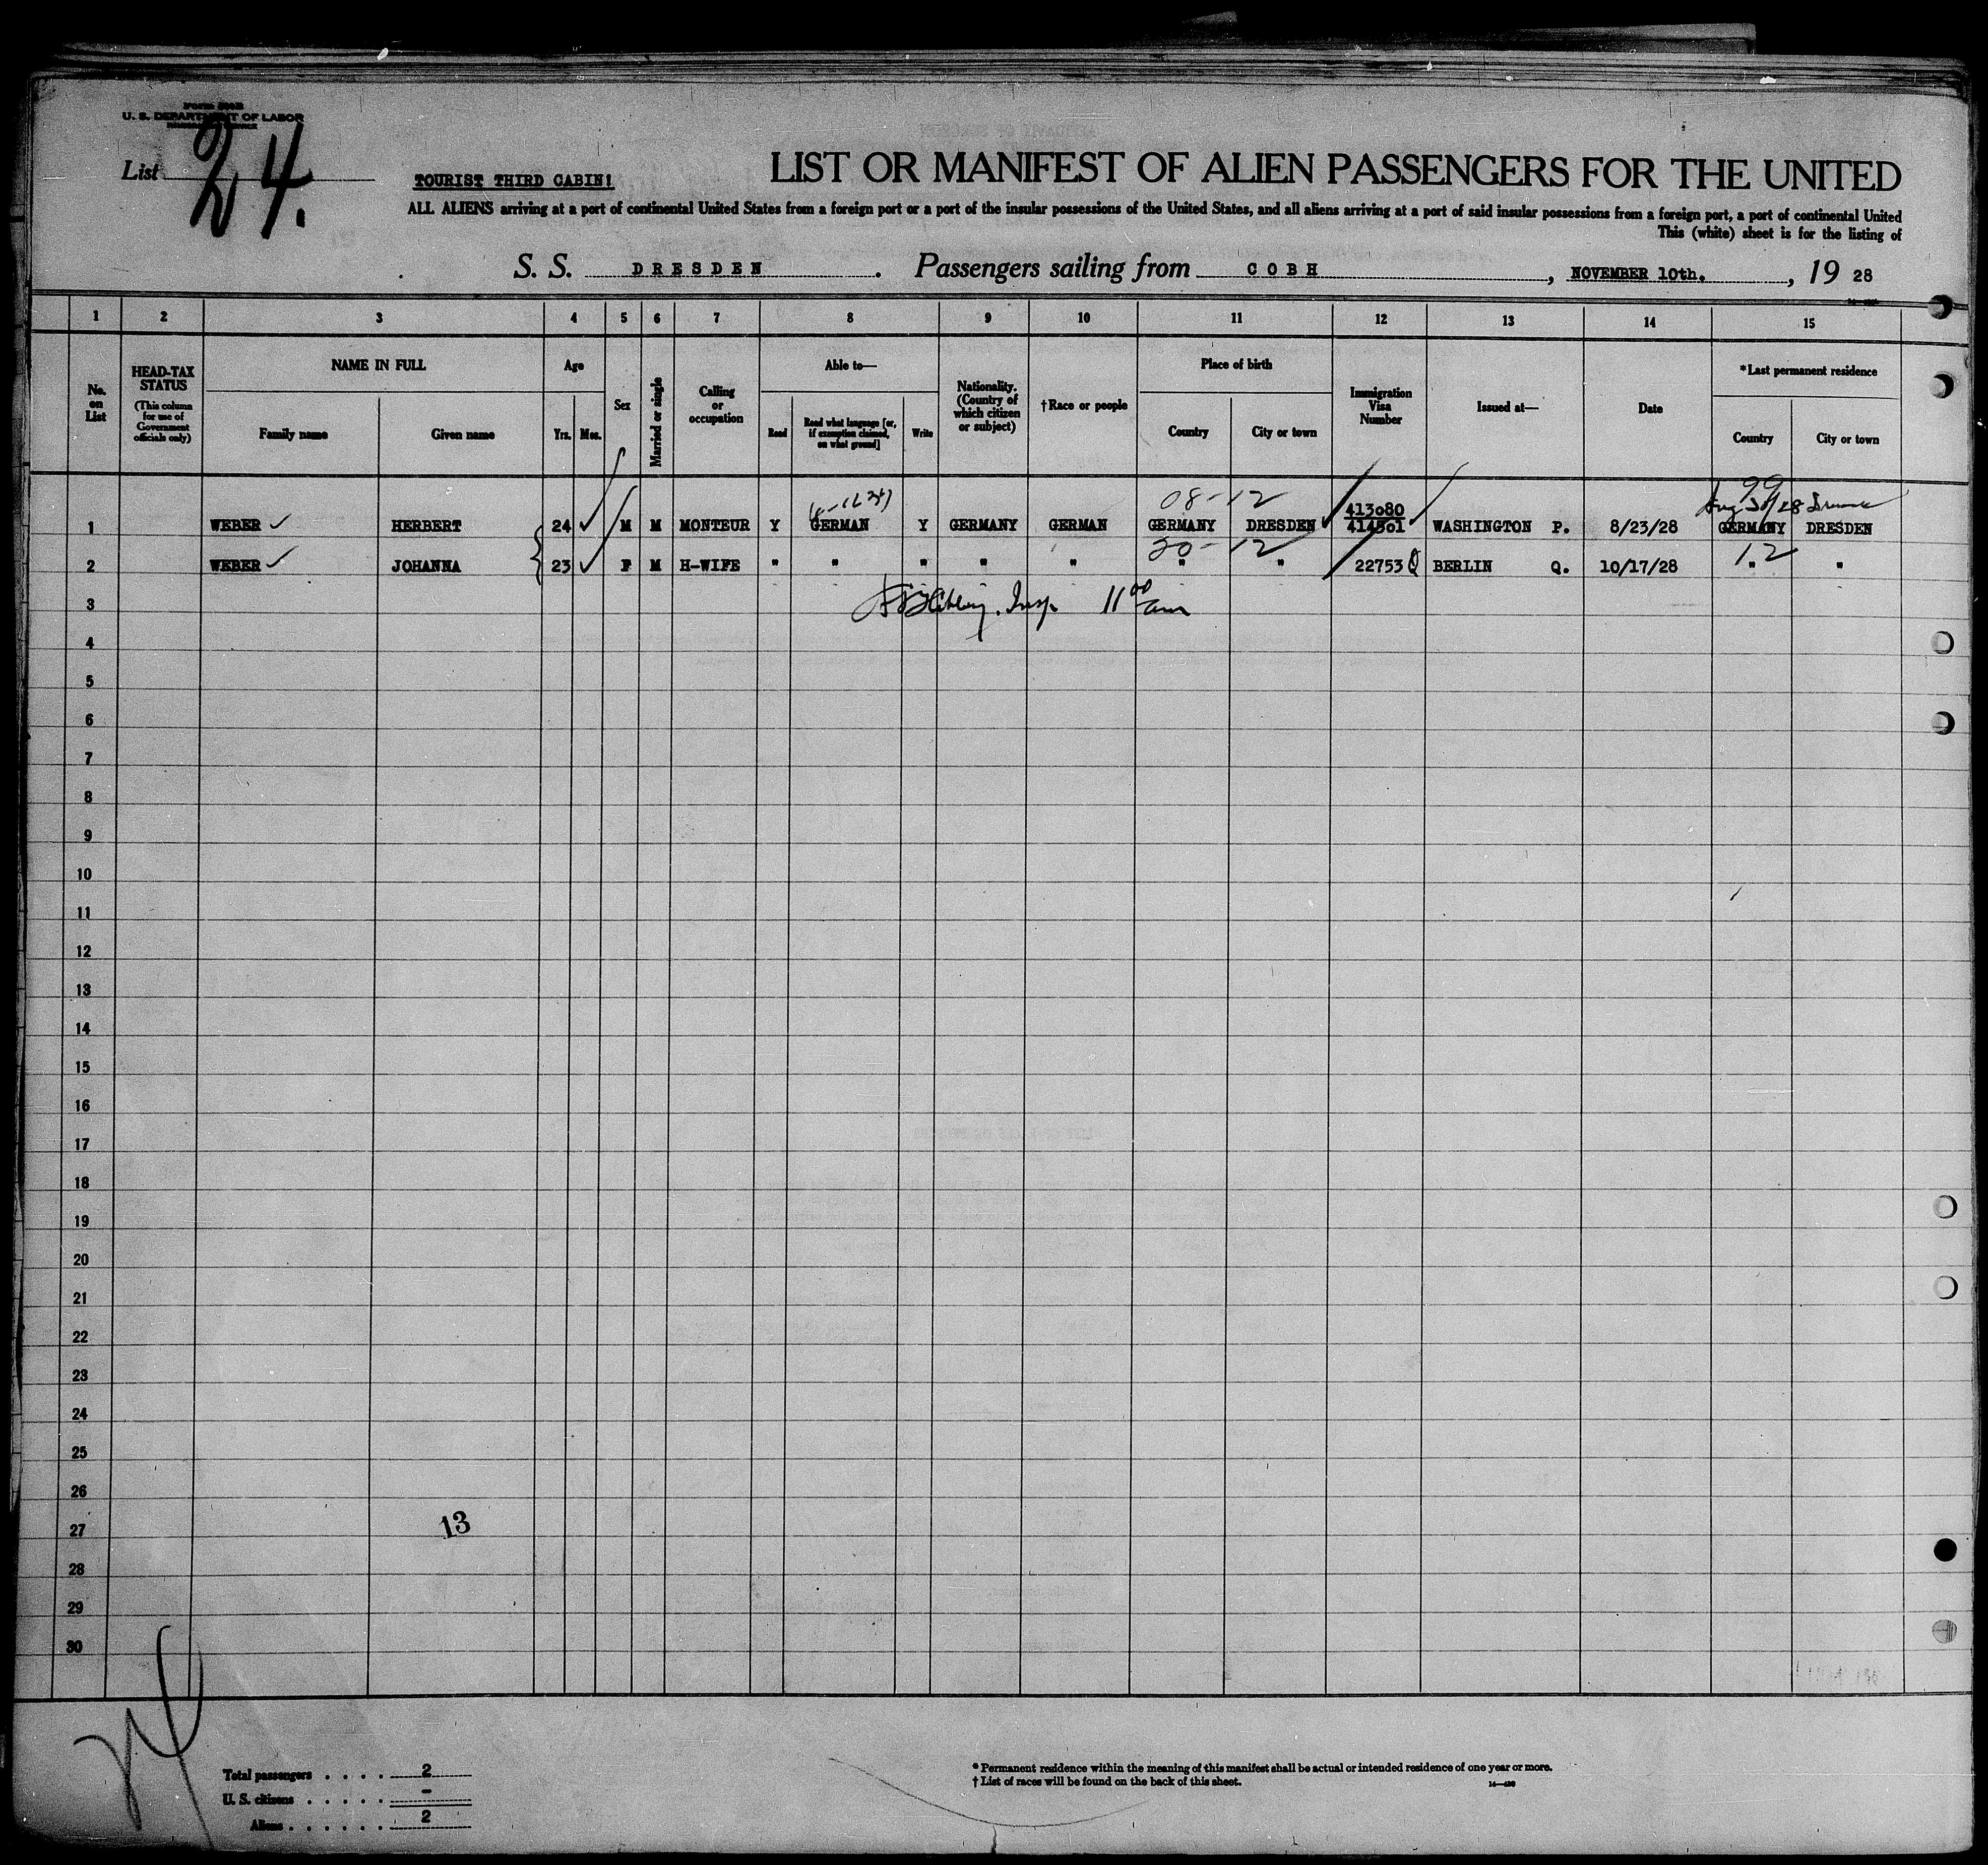 U. S. DEPARTMENT OF LABOR
List 24.
TOURIST THIRD CABIN!
LIST OR MANIFEST OF ALIEN PASSENGERS FOR THE UNITED
ALL ALIENS arriving at a port of continental United States from a foreign port or a port of the insular possessions of the United States, and all aliens arriving at a port of said insular possessions from a foreign port, a port of continental United
This (white) sheet is for the listing of
S. S. DRESDEN. Passengers sailing from COBH, NOVEMBER 10th., 19 28
1 2 3 4 5 6 7 8 9 10 11 12 13 14 15
No. on List
HEAD-TAX STATUS (This column for use of Government officials only)
NAME IN FULL
Family name Given name
Age
Yrs. Mos.
Sex
Married or single
Calling or occupation
Able to—
Read Read what language [or, if exemption claimed, on what ground] Write
Nationality. (Country of which citizen or subject)
†Race or people
Place of birth
Country City or town
Immigration Visa Number
Issued at—
Date
*Last permanent residence
Country City or town
08-12 99
413080
1 WEBER ✓ HERBERT 24 ✓ M M MONTEUR Y GERMAN Y GERMANY GERMAN GERMANY DRESDEN ✓ 414501 WASHINGTON P. 8/23/28 GERMANY DRESDEN
20-12 12
2 WEBER ✓ JOHANNA 23 ✓ F M H-WIFE " " " " " " " 22753 BERLIN Q. 10/17/28 " "
3 Insp 11 00 am
4
5
6
7
8
9
10
11
12
13
14
15
16
17
18
19
20
21
22
23
24
25
26
27 13
28
29
30
24
Total passengers . . . . 2
U. S. citizens . . . . . –
Aliens . . . . . . 2
* Permanent residence within the meaning of this manifest shall be actual or intended residence of one year or more.
† List of races will be found on the back of this sheet.